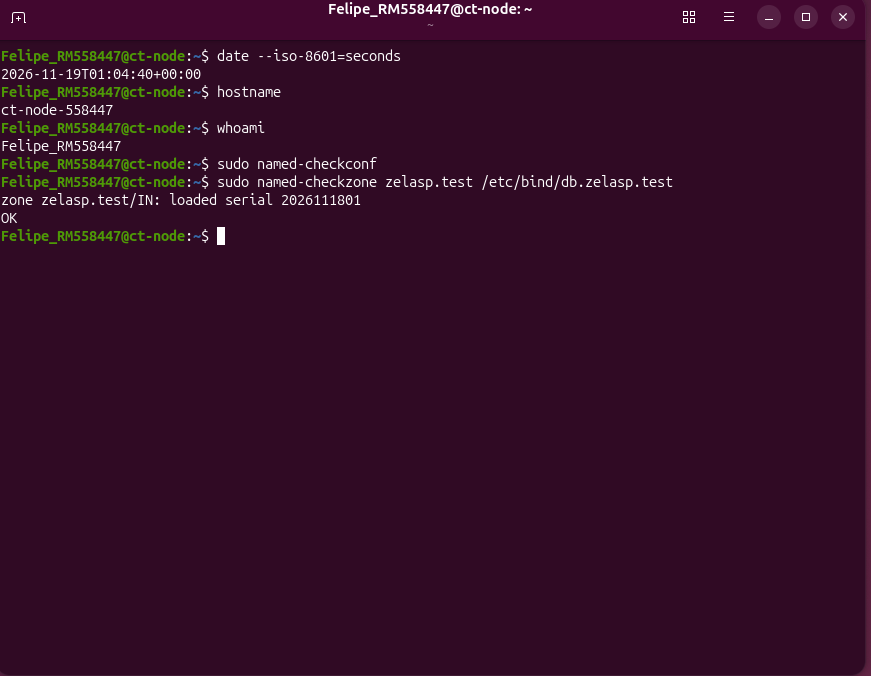 Felipe_RM558447@ct-node: ~
~
Felipe_RM558447@ct-node:~$ date --iso-8601=seconds
2026-11-19T01:04:40+00:00
Felipe_RM558447@ct-node:~$ hostname
ct-node-558447
Felipe_RM558447@ct-node:~$ whoami
Felipe_RM558447
Felipe_RM558447@ct-node:~$ sudo named-checkconf
Felipe_RM558447@ct-node:~$ sudo named-checkzone zelasp.test /etc/bind/db.zelasp.test
zone zelasp.test/IN: loaded serial 2026111801
OK
Felipe_RM558447@ct-node:~$